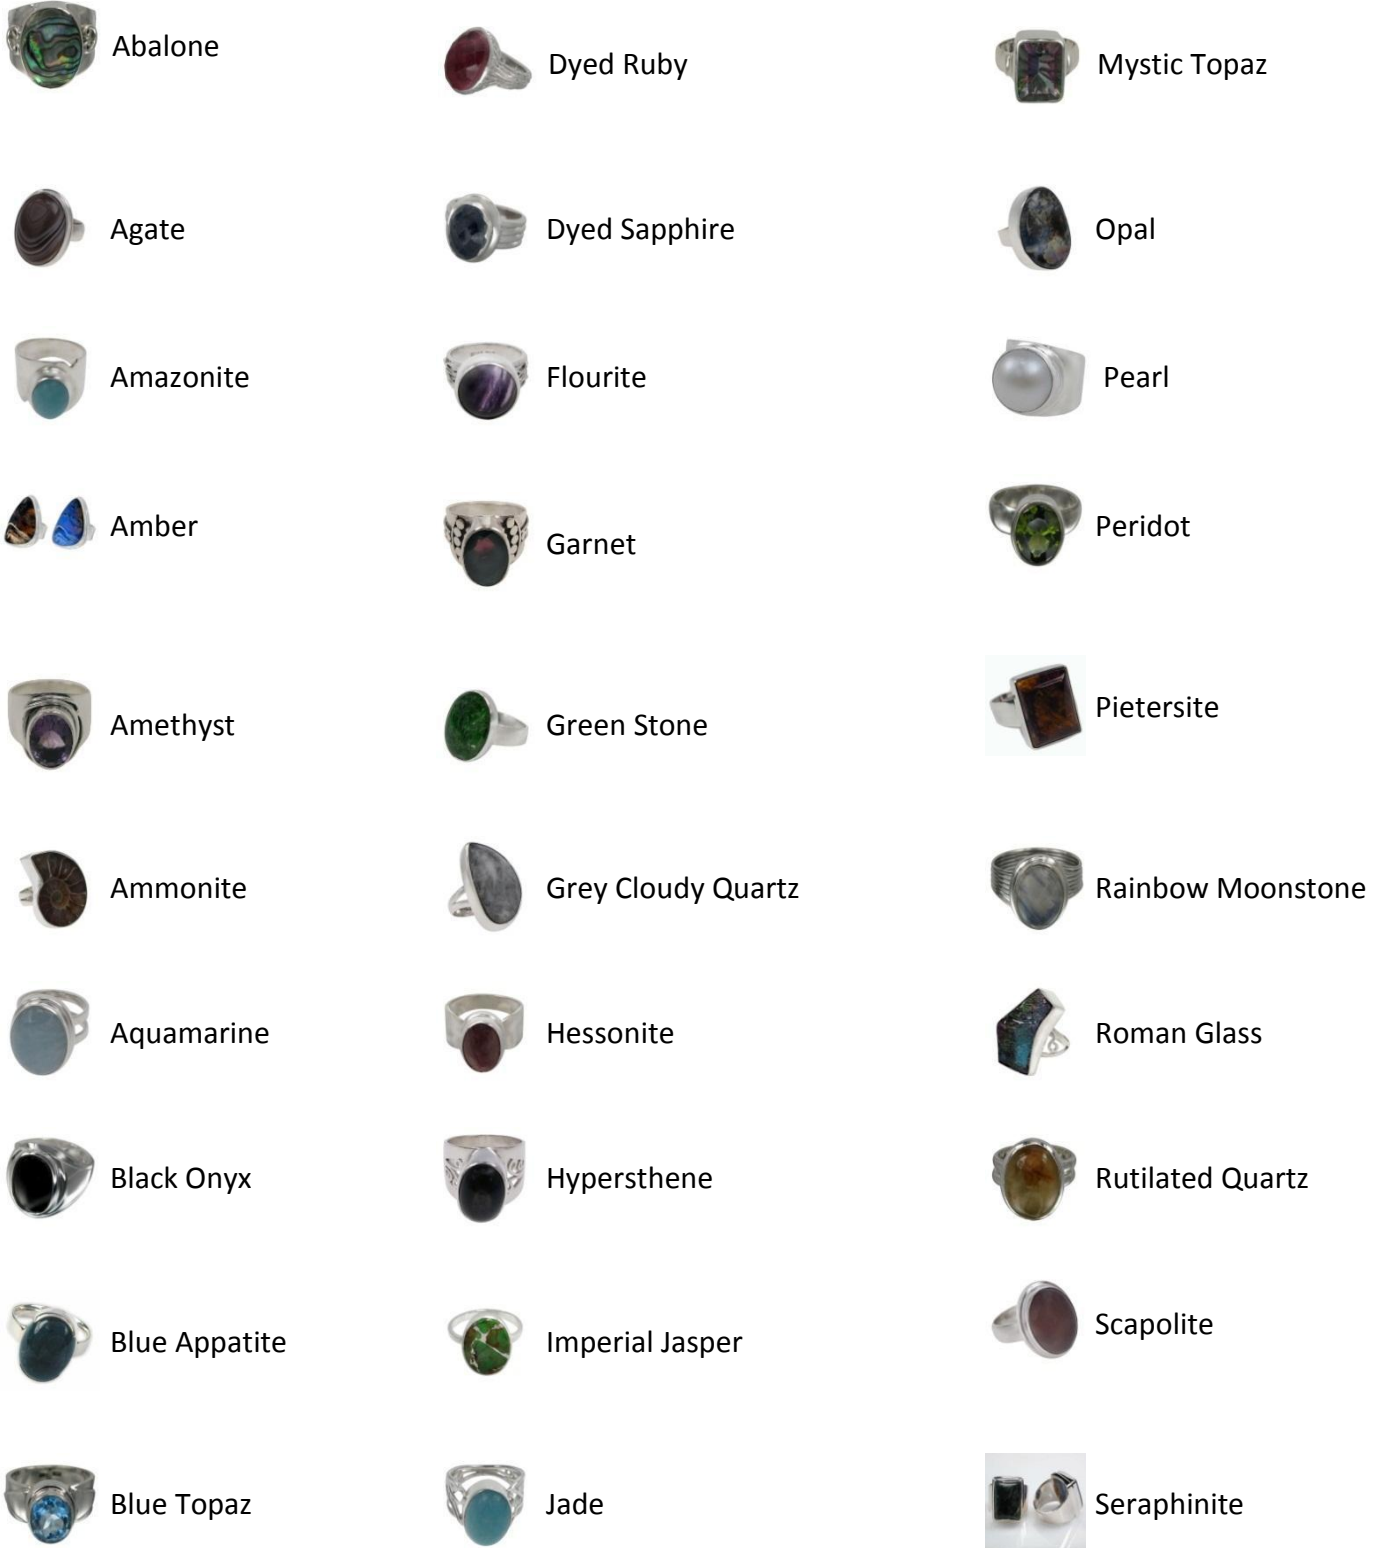 Abalone
Dyed Ruby
Mystic Topaz
Agate
Dyed Sapphire
Opal
Amazonite
Flourite
Pearl
Amber
Garnet
Peridot
Amethyst
Green Stone
Pietersite
Ammonite
Grey Cloudy Quartz
Rainbow Moonstone
Aquamarine
Hessonite
Roman Glass
Black Onyx
Hypersthene
Rutilated Quartz
Blue Appatite
Imperial Jasper
Scapolite
Blue Topaz
Jade
Seraphinite